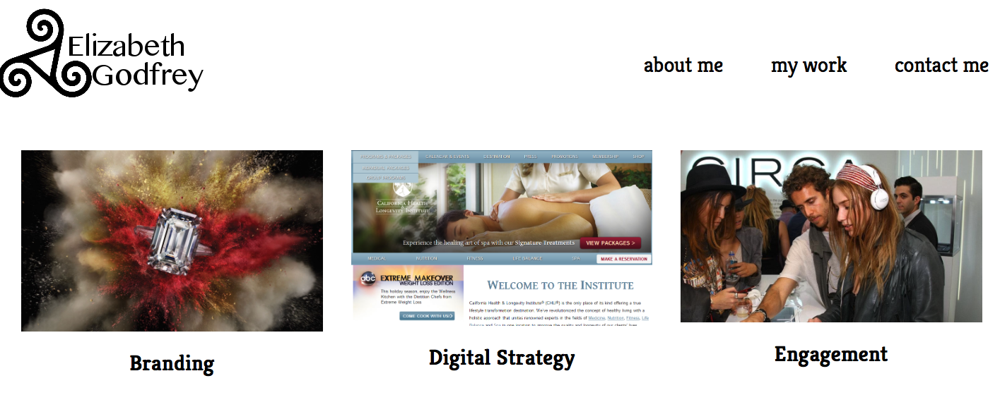 Elizabeth
Godfrey
about me
my work
contact me
PROGRAMS & PACKAGES
CALENDAR & EVENTS
DESTINATION
PRESS
PROMOTIONS
MEMBERSHIP
SHOP
INDIVIDUAL PACKAGES
GROUP PROGRAMS
CALIFORNIA HEALTH
LONGEVITY INSTITUTE
Experience the healing art of spa with our Signature Treatments
VIEW PACKAGES >
MEDICAL
NUTRITION
FITNESS
LIFE BALANCE
SPA
MAKE A RESERVATION
abc
EXTREME MAKEOVER
WEIGHT LOSS EDITION
This holiday season, enjoy the Wellness
Kitchen with the Dietitian Chefs from
Extreme Weight Loss
COME COOK WITH US!>
WELCOME TO THE INSTITUTE
California Health & Longevity Institute® (CHLI®) is the only place of its kind offering a true
lifestyle transformation destination. We've revolutionized the concept of healthy living with a
holistic approach that unites renowned experts in the fields of Medicine, Nutrition, Fitness, Life
Balance and Spa in one location to improve the quality and longevity of our clients' lives
CIRCA
Branding
Digital Strategy
Engagement